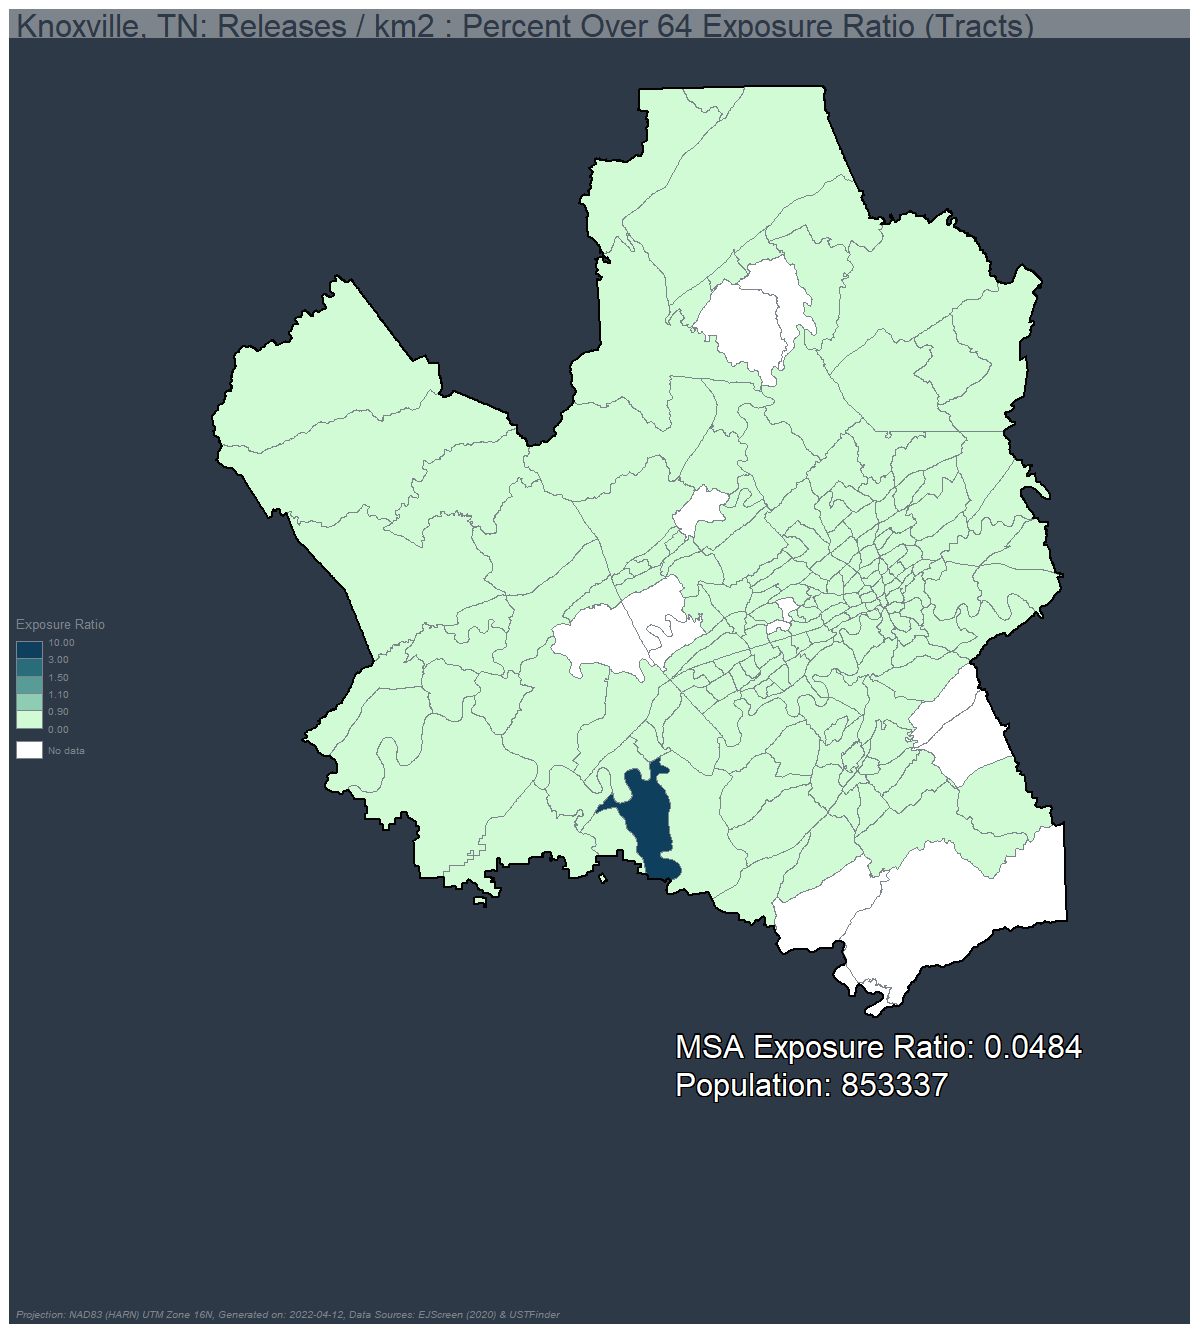 Knoxville, TN: Releases / km2 : Percent Over 64 Exposure Ratio (Tracts)
Exposure Ratio
10.00
3.00
1.50
1.10
0.90
0.00
No data
MSA Exposure Ratio: 0.0484
Population: 853337
Projection: NAD83 (HARN) UTM Zone 16N, Generated on: 2022-04-12, Data Sources: EJScreen (2020) & USTFinder